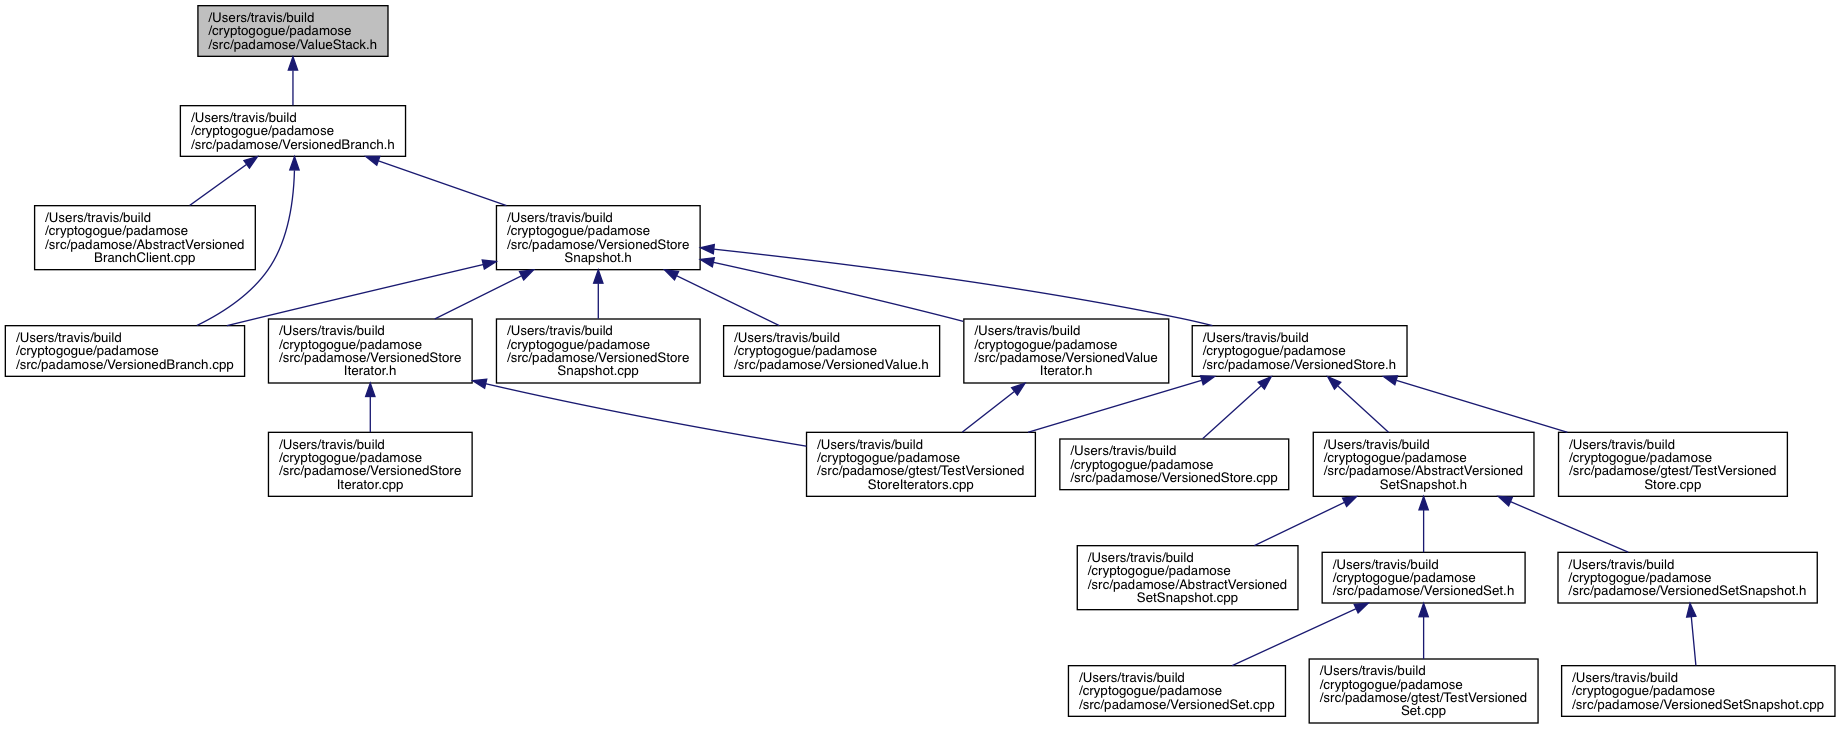 /Users/travis/build
/cryptogogue/padamose
/src/padamose/ValueStack.h
/Users/travis/build
/cryptogogue/padamose
/src/padamose/VersionedBranch.h
/Users/travis/build
/cryptogogue/padamose
/src/padamose/AbstractVersioned
BranchClient.cpp
/Users/travis/build
/cryptogogue/padamose
/src/padamose/VersionedStore
Snapshot.h
/Users/travis/build
/cryptogogue/padamose
/src/padamose/VersionedBranch.cpp
/Users/travis/build
/cryptogogue/padamose
/src/padamose/VersionedStore
Iterator.h
/Users/travis/build
/cryptogogue/padamose
/src/padamose/VersionedStore
Snapshot.cpp
/Users/travis/build
/cryptogogue/padamose
/src/padamose/VersionedValue.h
/Users/travis/build
/cryptogogue/padamose
/src/padamose/VersionedValue
Iterator.h
/Users/travis/build
/cryptogogue/padamose
/src/padamose/VersionedStore.h
/Users/travis/build
/cryptogogue/padamose
/src/padamose/VersionedStore
Iterator.cpp
/Users/travis/build
/cryptogogue/padamose
/src/padamose/gtest/TestVersioned
StoreIterators.cpp
/Users/travis/build
/cryptogogue/padamose
/src/padamose/VersionedStore.cpp
/Users/travis/build
/cryptogogue/padamose
/src/padamose/AbstractVersioned
SetSnapshot.h
/Users/travis/build
/cryptogogue/padamose
/src/padamose/gtest/TestVersioned
Store.cpp
/Users/travis/build
/cryptogogue/padamose
/src/padamose/AbstractVersioned
SetSnapshot.cpp
/Users/travis/build
/cryptogogue/padamose
/src/padamose/VersionedSet.h
/Users/travis/build
/cryptogogue/padamose
/src/padamose/VersionedSetSnapshot.h
/Users/travis/build
/cryptogogue/padamose
/src/padamose/VersionedSet.cpp
/Users/travis/build
/cryptogogue/padamose
/src/padamose/gtest/TestVersioned
Set.cpp
/Users/travis/build
/cryptogogue/padamose
/src/padamose/VersionedSetSnapshot.cpp